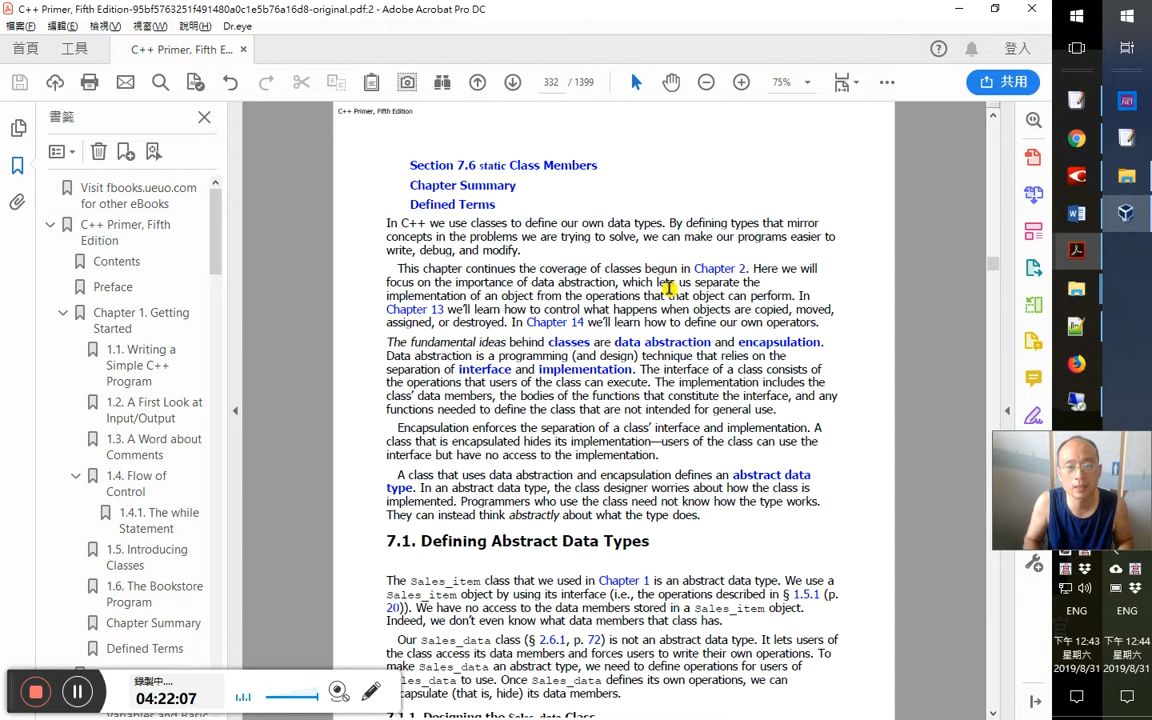 C++ Primer, Fifth Edition-95bf5763251f491480a0c1e5b76a16d8-original.pdf:2 - Adobe Acrobat Pro DC
檔案(F) 編輯(E) 檢視(V) 視窗(W) 說明(H) Dr.eye
首頁 工具 C++ Primer, Fifth E... × 登入
332 / 1399 75% 共用
書籤
Visit fbooks.ueuo.com
for other eBooks
C++ Primer, Fifth
Edition
Contents
Preface
Chapter 1. Getting
Started
1.1. Writing a
Simple C++
Program
1.2. A First Look at
Input/Output
1.3. A Word about
Comments
1.4. Flow of
Control
1.4.1. The while
Statement
1.5. Introducing
Classes
1.6. The Bookstore
Program
Chapter Summary
Defined Terms
Variables and Basic
C++ Primer, Fifth Edition
Section 7.6 static Class Members
Chapter Summary
Defined Terms
In C++ we use classes to define our own data types. By defining types that mirror
concepts in the problems we are trying to solve, we can make our programs easier to
write, debug, and modify.
This chapter continues the coverage of classes begun in Chapter 2. Here we will
focus on the importance of data abstraction, which lets us separate the
implementation of an object from the operations that that object can perform. In
Chapter 13 we'll learn how to control what happens when objects are copied, moved,
assigned, or destroyed. In Chapter 14 we'll learn how to define our own operators.
The fundamental ideas behind classes are data abstraction and encapsulation.
Data abstraction is a programming (and design) technique that relies on the
separation of interface and implementation. The interface of a class consists of
the operations that users of the class can execute. The implementation includes the
class' data members, the bodies of the functions that constitute the interface, and any
functions needed to define the class that are not intended for general use.
Encapsulation enforces the separation of a class' interface and implementation. A
class that is encapsulated hides its implementation—users of the class can use the
interface but have no access to the implementation.
A class that uses data abstraction and encapsulation defines an abstract data
type. In an abstract data type, the class designer worries about how the class is
implemented. Programmers who use the class need not know how the type works.
They can instead think abstractly about what the type does.
7.1. Defining Abstract Data Types
The Sales_item class that we used in Chapter 1 is an abstract data type. We use a
Sales_item object by using its interface (i.e., the operations described in § 1.5.1 (p.
20)). We have no access to the data members stored in a Sales_item object.
Indeed, we don't even know what data members that class has.
Our Sales_data class (§ 2.6.1, p. 72) is not an abstract data type. It lets users of
the class access its data members and forces users to write their own operations. To
make Sales_data an abstract type, we need to define operations for users of
les_data to use. Once Sales_data defines its own operations, we can
capsulate (that is, hide) its data members.
7.1.1. Designing the Sales_data Class
錄製中....
04:22:07
.NET
倉 倉
ENG ENG
下午 12:43 下午 12:44
星期六 星期六
2019/8/31 2019/8/31